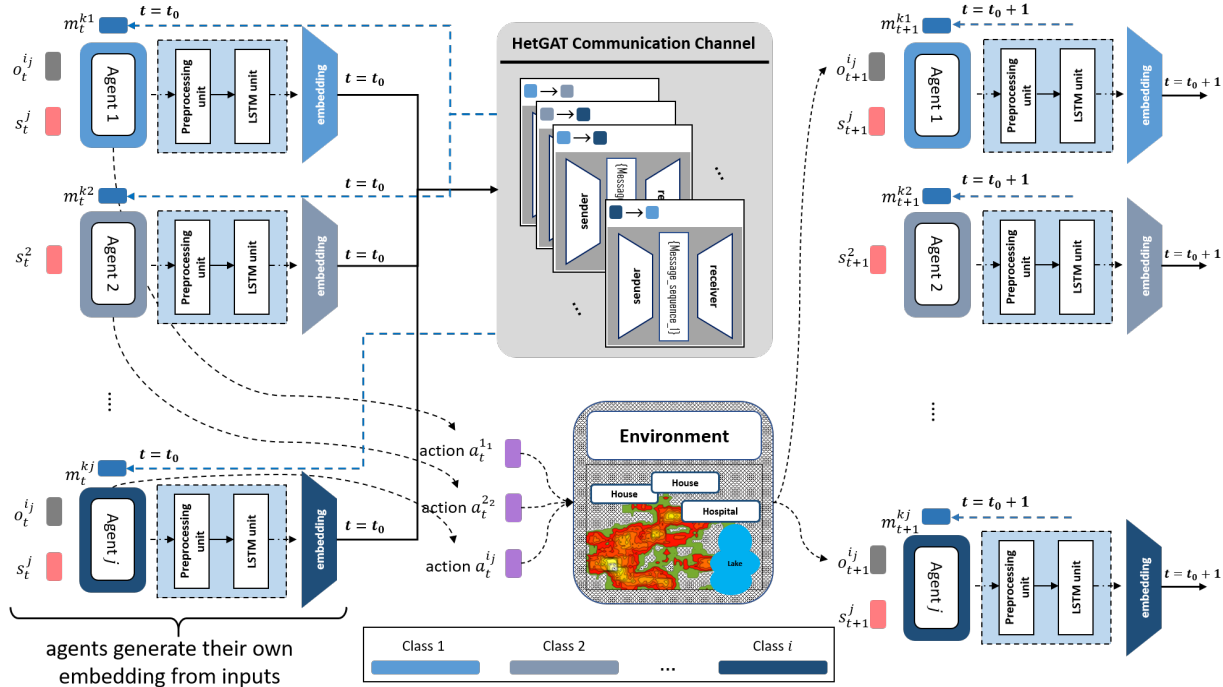 m_t^{k1}
t = t_0
o_t^{ij}
s_t^j
Agent 1
Preprocessing unit
LSTM unit
embedding
t = t_0
m_t^{k2}
t = t_0
s_t^2
Agent 2
Preprocessing unit
LSTM unit
embedding
t = t_0
....
m_t^{kj}
t = t_0
o_t^{ij}
s_t^j
Agent j
Preprocessing unit
LSTM unit
embedding
t = t_0
agents generate their own
embedding from inputs
HetGAT Communication Channel
sender
{Message
re
...
sender
{Message_sequence_l}
receiver
...
...
action a_t^{1_1}
action a_t^{2_2}
action a_t^{i_j}
Environment
House
House
Hospital
Lake
Class 1
Class 2
...
Class i
m_{t+1}^{k1}
t = t_0 + 1
o_{t+1}^{i_j}
s_{t+1}^j
Agent 1
Preprocessing unit
LSTM unit
embedding
t = t_0 + 1
m_{t+1}^{k2}
t = t_0 + 1
s_{t+1}^2
Agent 2
Preprocessing unit
LSTM unit
embedding
t = t_0 + 1
....
m_{t+1}^{kj}
t = t_0 + 1
o_{t+1}^{i_j}
s_{t+1}^j
Agent j
Preprocessing unit
LSTM unit
embedding
t = t_0 + 1